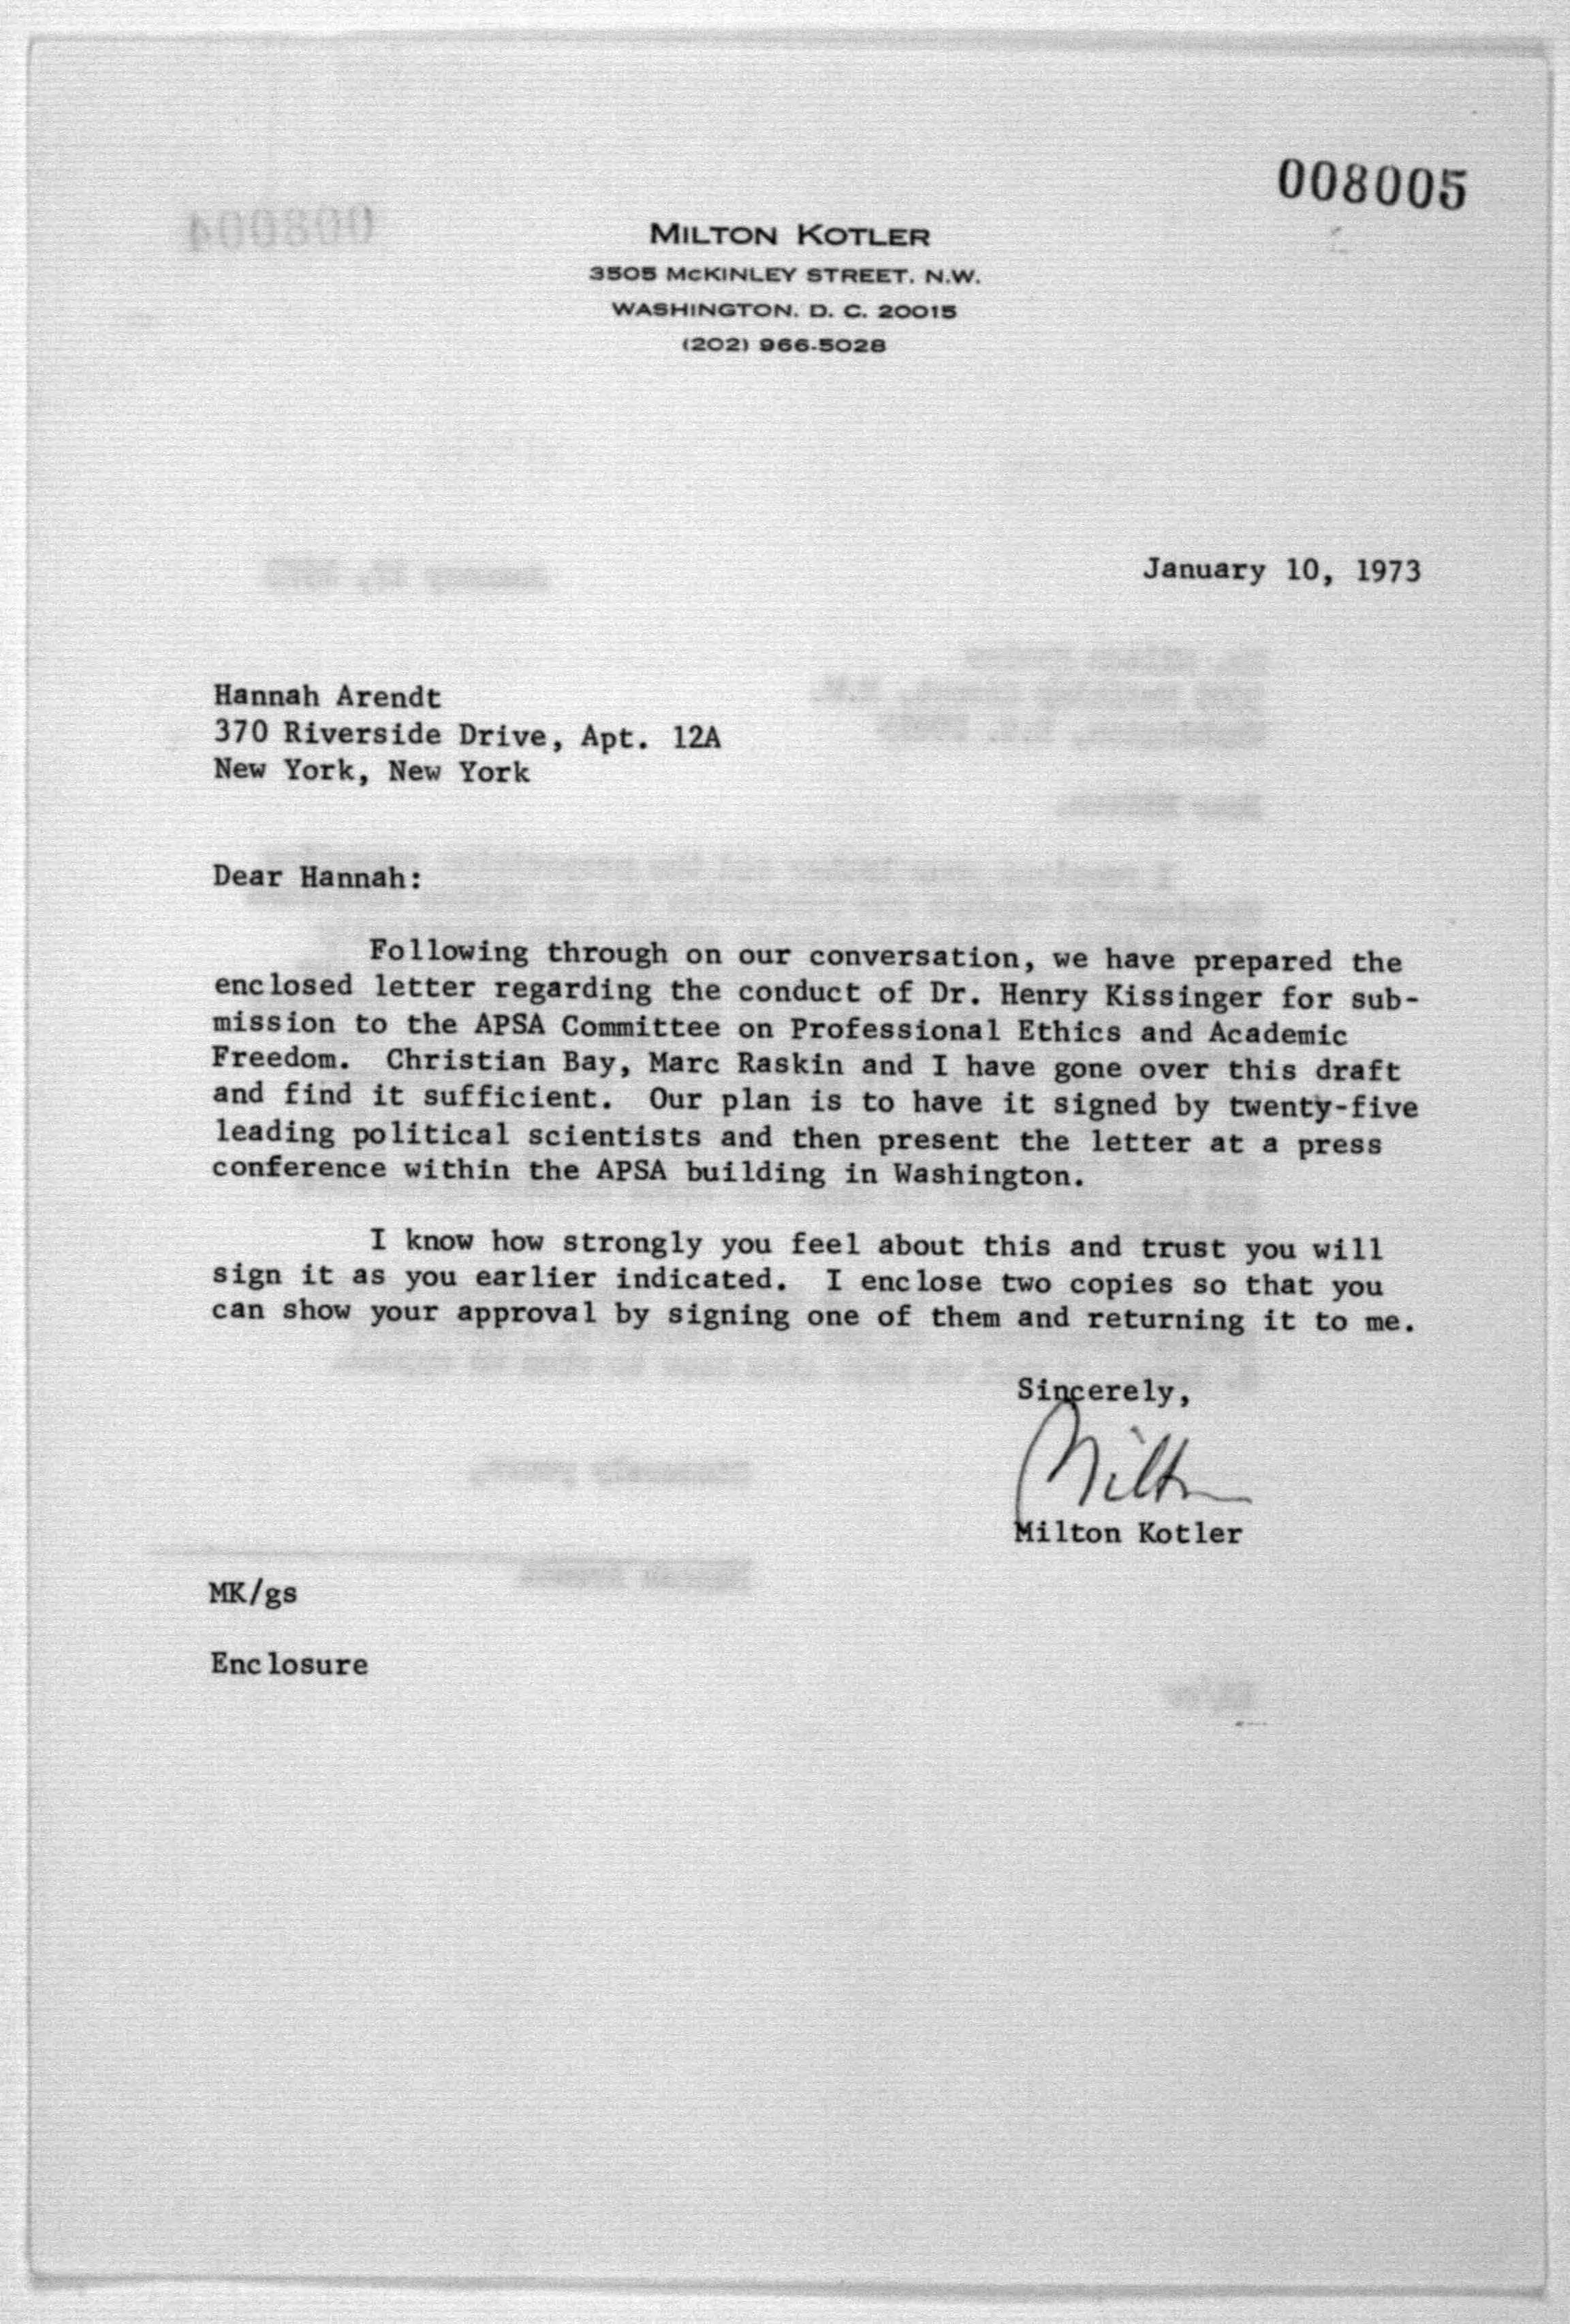 008005
008004
MILTON KOTLER
3505 McKINLEY STREET, N.W.
WASHINGTON, D. C. 20015
(202) 966-5028
January 10, 1973
Hannah Arendt
370 Riverside Drive, Apt. 12A
New York, New York
Dear Hannah:
Following through on our conversation, we have prepared the
enclosed letter regarding the conduct of Dr. Henry Kissinger for sub-
mission to the APSA Committee on Professional Ethics and Academic
Freedom. Christian Bay, Marc Raskin and I have gone over this draft
and find it sufficient. Our plan is to have it signed by twenty-five
leading political scientists and then present the letter at a press
conference within the APSA building in Washington.
I know how strongly you feel about this and trust you will
sign it as you earlier indicated. I enclose two copies so that you
can show your approval by signing one of them and returning it to me.
Sincerely,
Milton
Milton Kotler
MK/gs
Enclosure